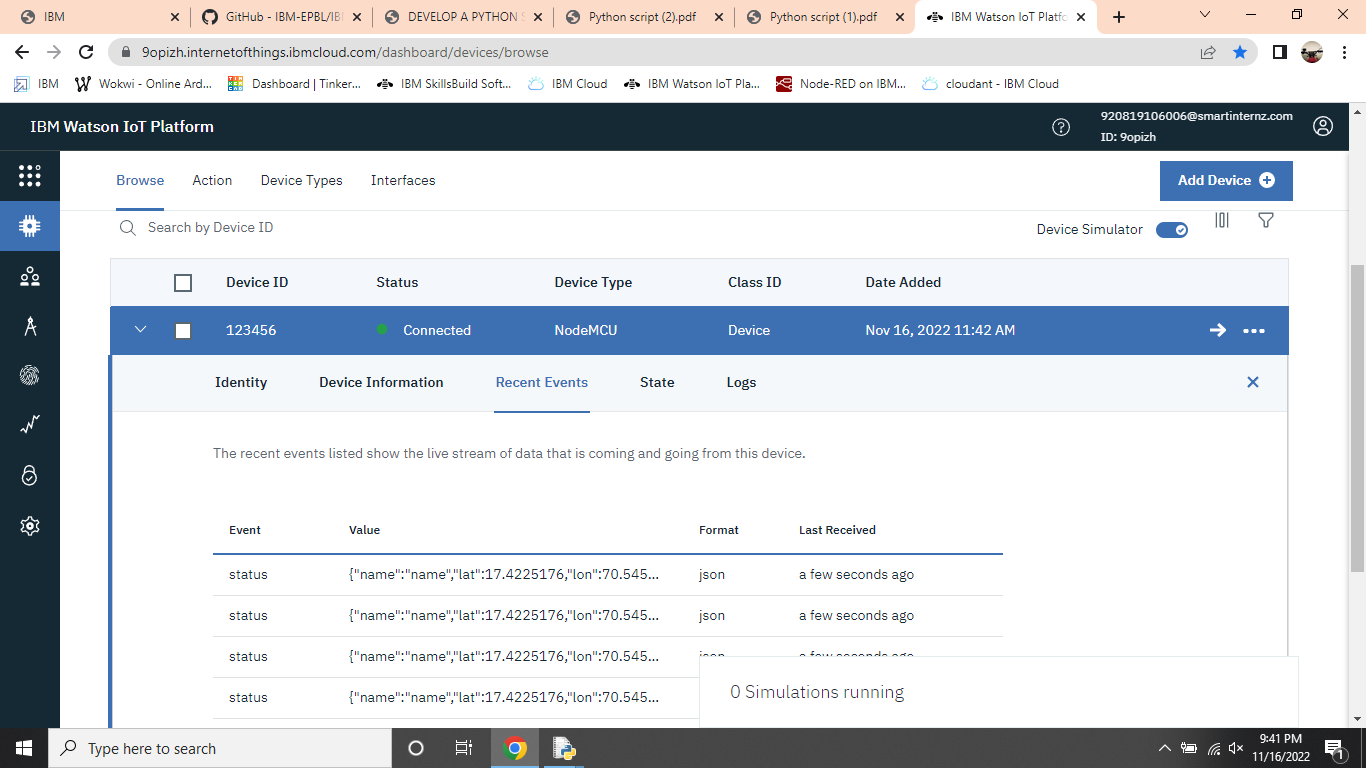 IBM
GitHub - IBM-EPBL/IBI
DEVELOP A PYTHON S
Python script (2).pdf
Python script (1).pdf
IBM Watson IoT Platfo
9opizh.internetofthings.ibmcloud.com/dashboard/devices/browse
IBM
Wokwi - Online Ard...
Dashboard | Tinker...
IBM SkillsBuild Soft...
IBM Cloud
IBM Watson IoT Pla...
Node-RED on IBM...
cloudant - IBM Cloud
IBM Watson IoT Platform
920819106006@smartinternz.com
ID: 9opizh
Browse Action Device Types Interfaces
Add Device
Search by Device ID
Device Simulator
Device ID Status Device Type Class ID Date Added
123456 Connected NodeMCU Device Nov 16, 2022 11:42 AM
Identity Device Information Recent Events State Logs
The recent events listed show the live stream of data that is coming and going from this device.
Event Value Format Last Received
status {"name":"name","lat":17.4225176,"lon":70.545... json a few seconds ago
status {"name":"name","lat":17.4225176,"lon":70.545... json a few seconds ago
status {"name":"name","lat":17.4225176,"lon":70.545... json a few seconds ago
status {"name":"name","lat":17.4225176,"lon":70.545...
0 Simulations running
Type here to search
9:41 PM
11/16/2022
1